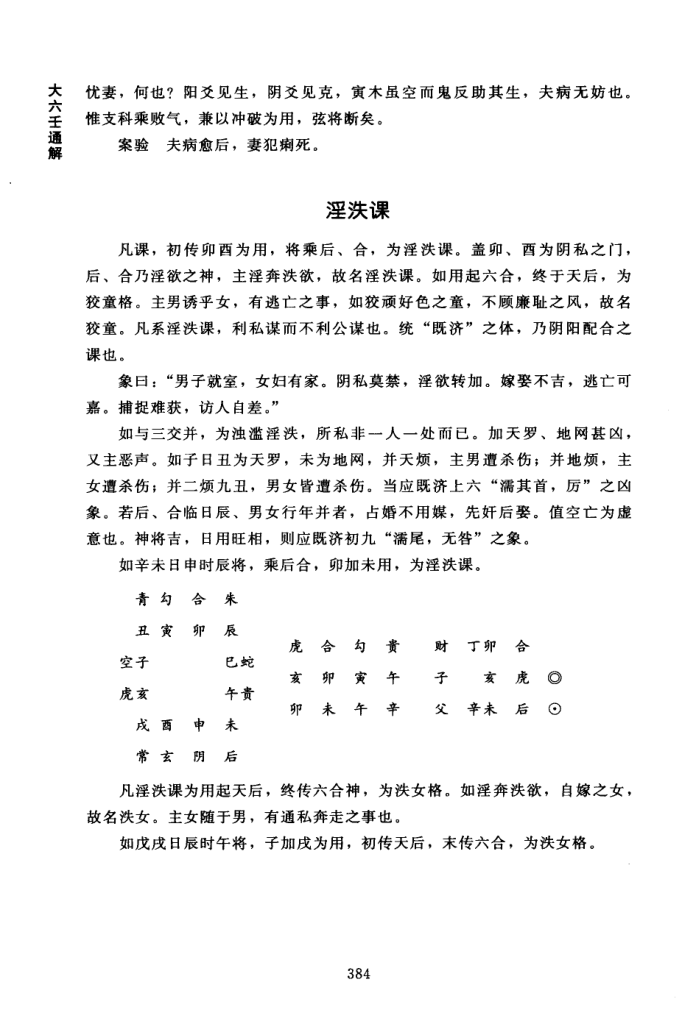 大六壬通解
忧妻，何也？阳爻见生，阴爻见克，寅木虽空而鬼反助其生，夫病无妨也。
惟支科乘败气，兼以冲破为用，弦将断矣。
案验　夫病愈后，妻犯痢死。
淫泆课
凡课，初传卯酉为用，将乘后、合，为淫泆课。盖卯、酉为阴私之门，
后、合乃淫欲之神，主淫奔泆欲，故名淫泆课。如用起六合，终于天后，为
狡童格。主男诱乎女，有逃亡之事，如狡顽好色之童，不顾廉耻之风，故名
狡童。凡系淫泆课，利私谋而不利公谋也。统“既济”之体，乃阴阳配合之
课也。
象曰：“男子就室，女妇有家。阴私莫禁，淫欲转加。嫁娶不吉，逃亡可
嘉。捕捉难获，访人自差。”
如与三交并，为浊滥淫泆，所私非一人一处而已。加天罗、地网甚凶，
又主恶声。如子日丑为天罗，未为地网，并天烦，主男遭杀伤；并地烦，主
女遭杀伤；并二烦九丑，男女皆遭杀伤。当应既济上六“濡其首，厉”之凶
象。若后、合临日辰、男女行年并者，占婚不用媒，先奸后娶。值空亡为虚
意也。神将吉，日用旺相，则应既济初九“濡尾，无咎”之象。
如辛未日申时辰将，乘后合，卯加未用，为淫泆课。
青 勾 合 朱
丑 寅 卯 辰
空子　　　巳蛇
虎亥　　　午贵
戌 酉 申 未
常 玄 阴 后
虎 合 勾 贵　财 丁卯 合
亥 卯 寅 午　子 亥 虎 ◎
卯 未 午 辛　父 辛未 后 ⊙
凡淫泆课为用起天后，终传六合神，为泆女格。如淫奔泆欲，自嫁之女，
故名泆女。主女随于男，有通私奔走之事也。
如戊戌日辰时午将，子加戌为用，初传天后，末传六合，为泆女格。
384